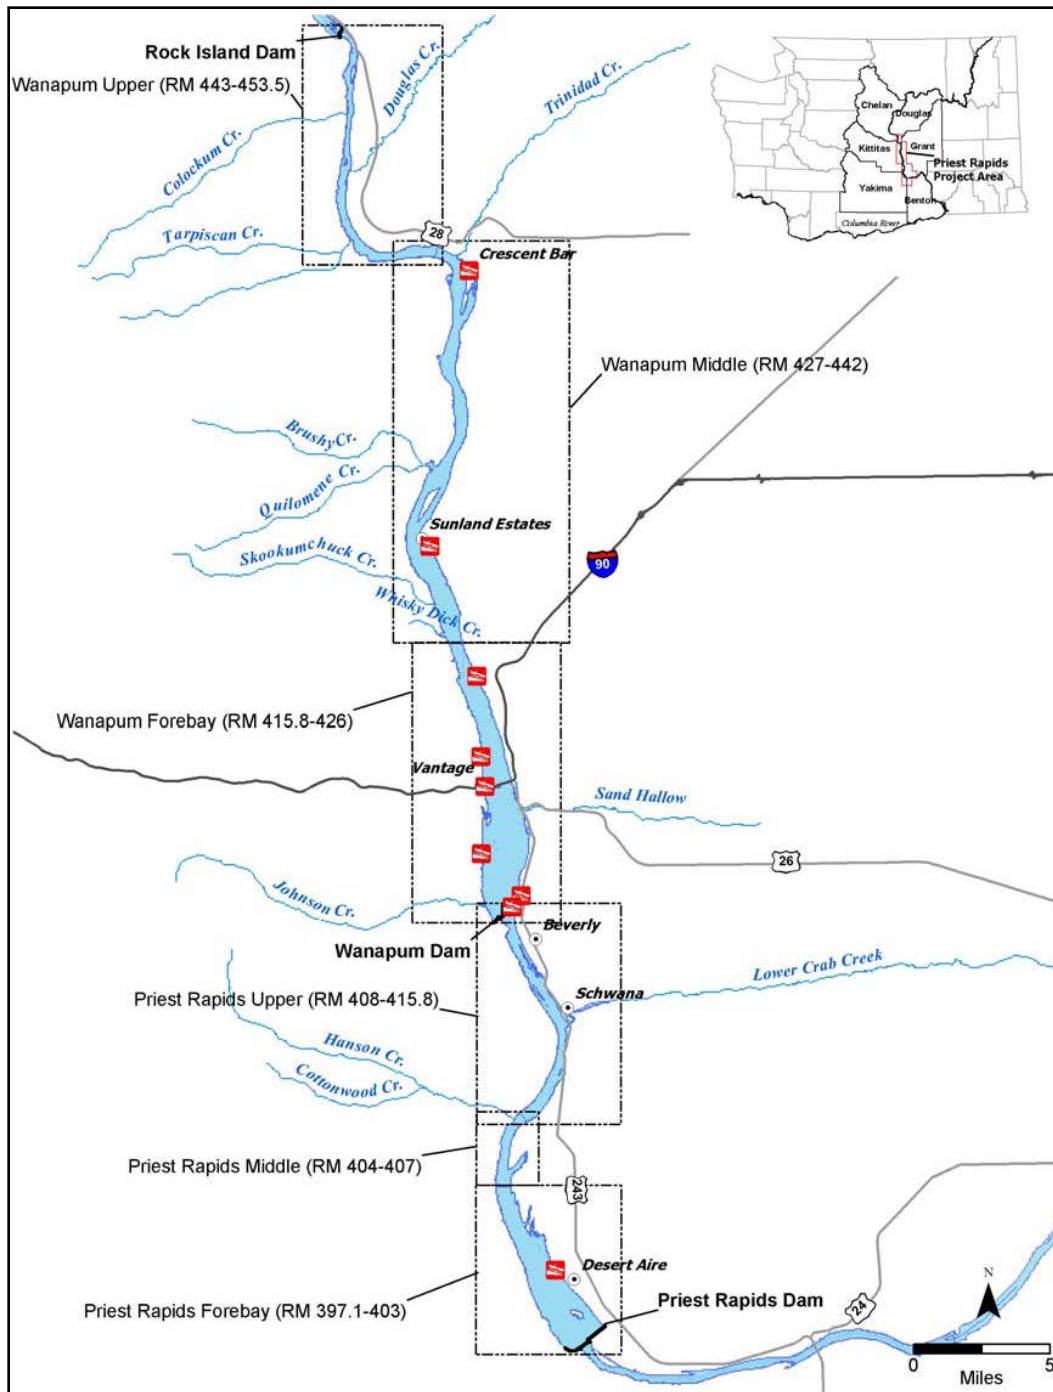 Rock Island Dam
Wanapum Upper (RM 443-453.5)
Douglas Cr.
Trinidad Cr.
Colockum Cr.
Tarpiscan Cr.
28
Crescent Bar
Chelan
Douglas
Kittitas
Grant
Priest Rapids
Project Area
Yakima
Benton
Columbia River
Wanapum Middle (RM 427-442)
BrushyCr.
Quilomene Cr.
Sunland Estates
Skookumchuck Cr.
Whisky Dick Cr.
90
Wanapum Forebay (RM 415.8-426)
Vantage
Sand Hallow
26
Johnson Cr.
Wanapum Dam
Beverly
Lower Crab Creek
Priest Rapids Upper (RM 408-415.8)
Schwana
Hanson Cr.
Cottonwood Cr.
Priest Rapids Middle (RM 404-407)
243
Desert Aire
Priest Rapids Forebay (RM 397.1-403)
Priest Rapids Dam
24
N
0 5
Miles